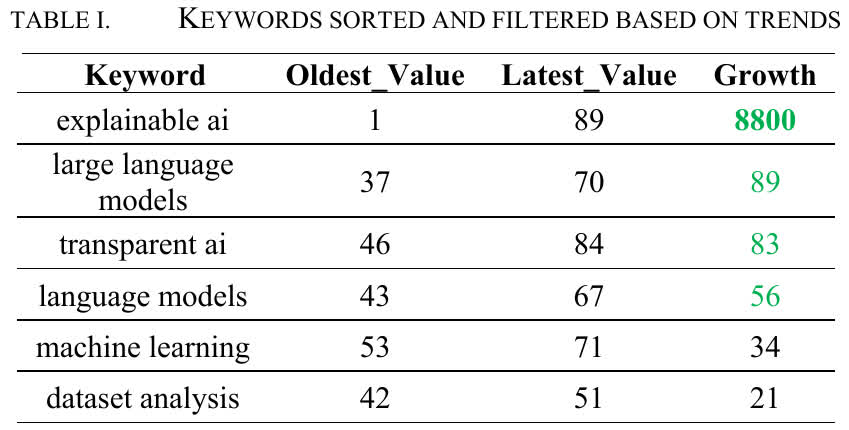 TABLE I. KEYWORDS SORTED AND FILTERED BASED ON TRENDS
Keyword Oldest_Value Latest_Value Growth
explainable ai 1 89 8800
large language
models 37 70 89
transparent ai 46 84 83
language models 43 67 56
machine learning 53 71 34
dataset analysis 42 51 21